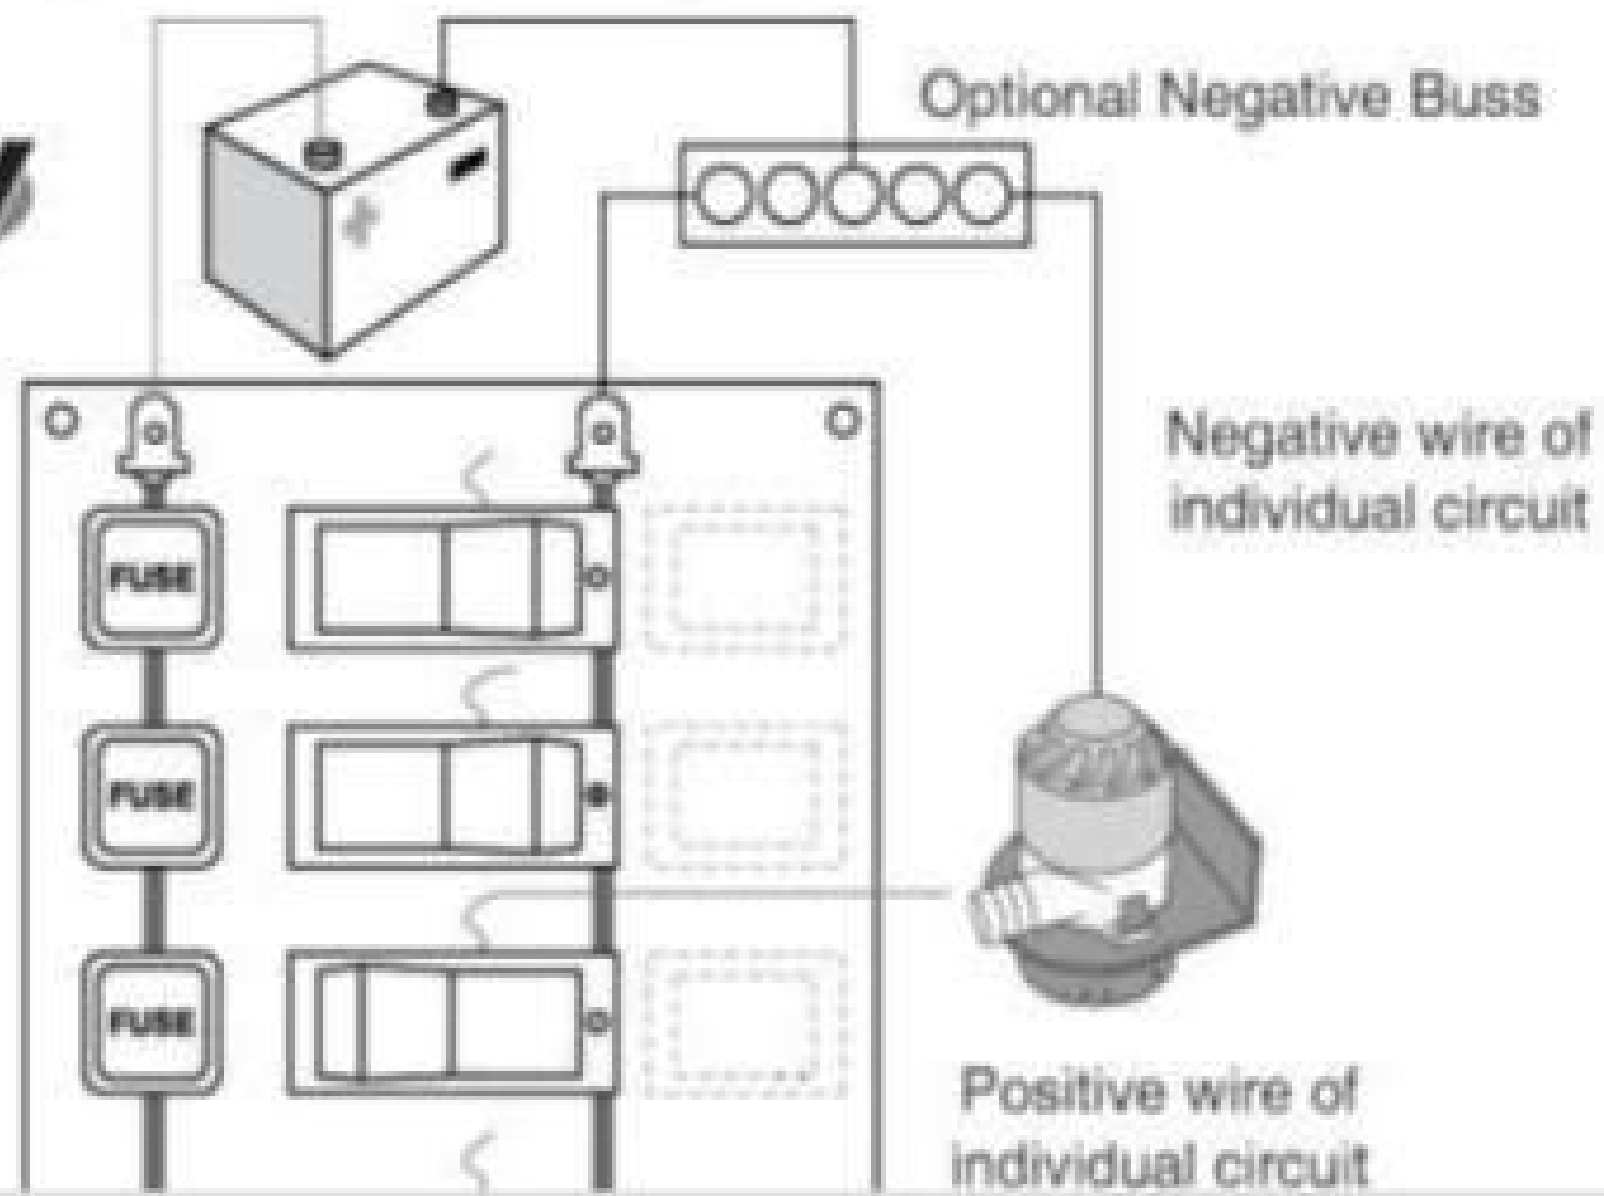 Optional Negative Buss
Negative wire of
individual circuit
FUSE
FUSE
FUSE
Positive wire of
individual circuit